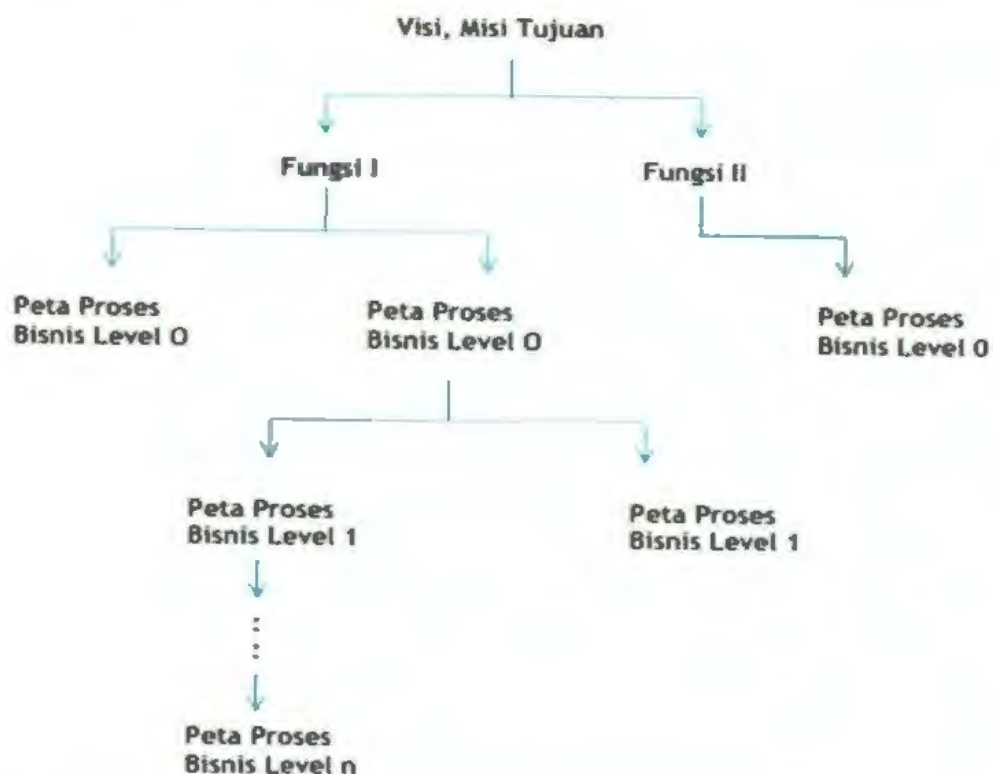 Visi, Misi Tujuan
Fungsi I
Fungsi II
Peta Proses
Bisnis Level 0
Peta Proses
Bisnis Level 0
Peta Proses
Bisnis Level 0
Peta Proses
Bisnis Level 1
Peta Proses
Bisnis Level 1
Peta Proses
Bisnis Level n